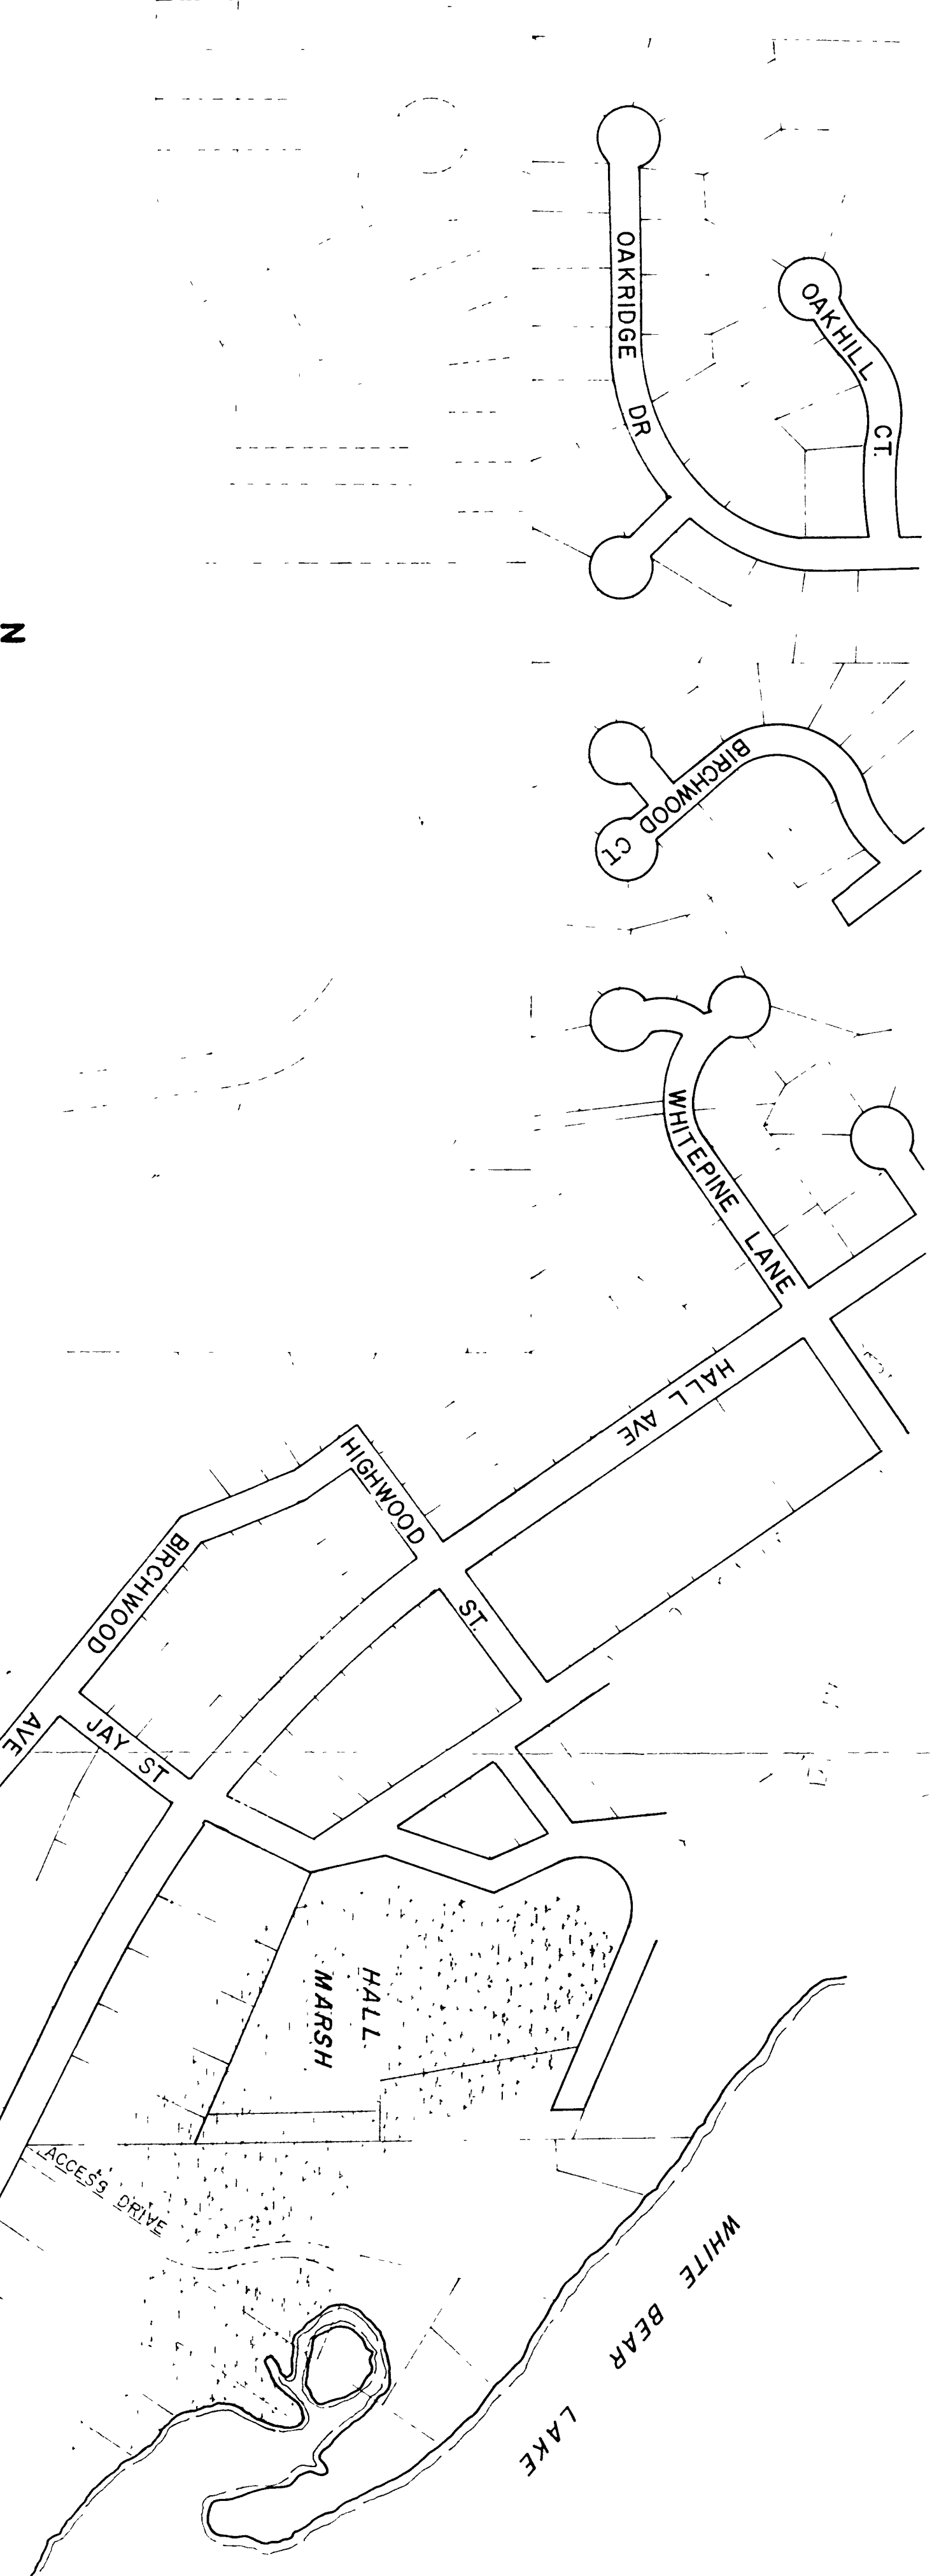 OAKRIDGE DR
OAKHILL CT.
N
BIRCHWOOD CT
WHITEPINE LANE
HALL AVE
HIGHWOOD ST.
BIRCHWOOD AVE
JAY ST
HALL
MARSH
ACCESS DRIVE
WHITE BEAR LAKE